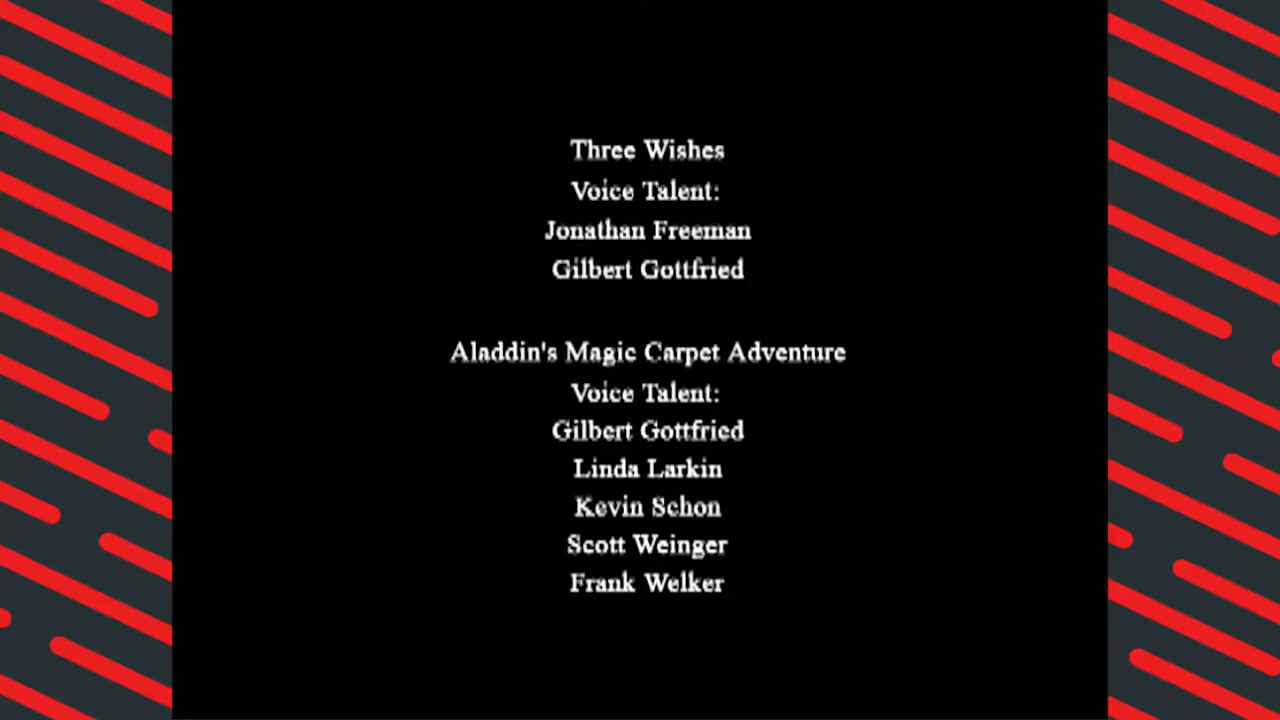 Three Wishes
Voice Talent:
Jonathan Freeman
Gilbert Gottfried
Aladdin's Magic Carpet Adventure
Voice Talent:
Gilbert Gottfried
Linda Larkin
Kevin Schon
Scott Weinger
Frank Welker